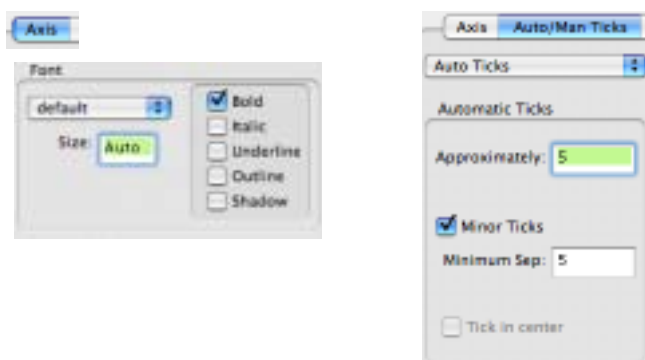 Axis
Font
default
Size: Auto
Bold
Italic
Underline
Outline
Shadow
Axis Auto/Man Ticks
Auto Ticks
Automatic Ticks
Approximately: 5
Minor Ticks
Minimum Sep: 5
Tick in center